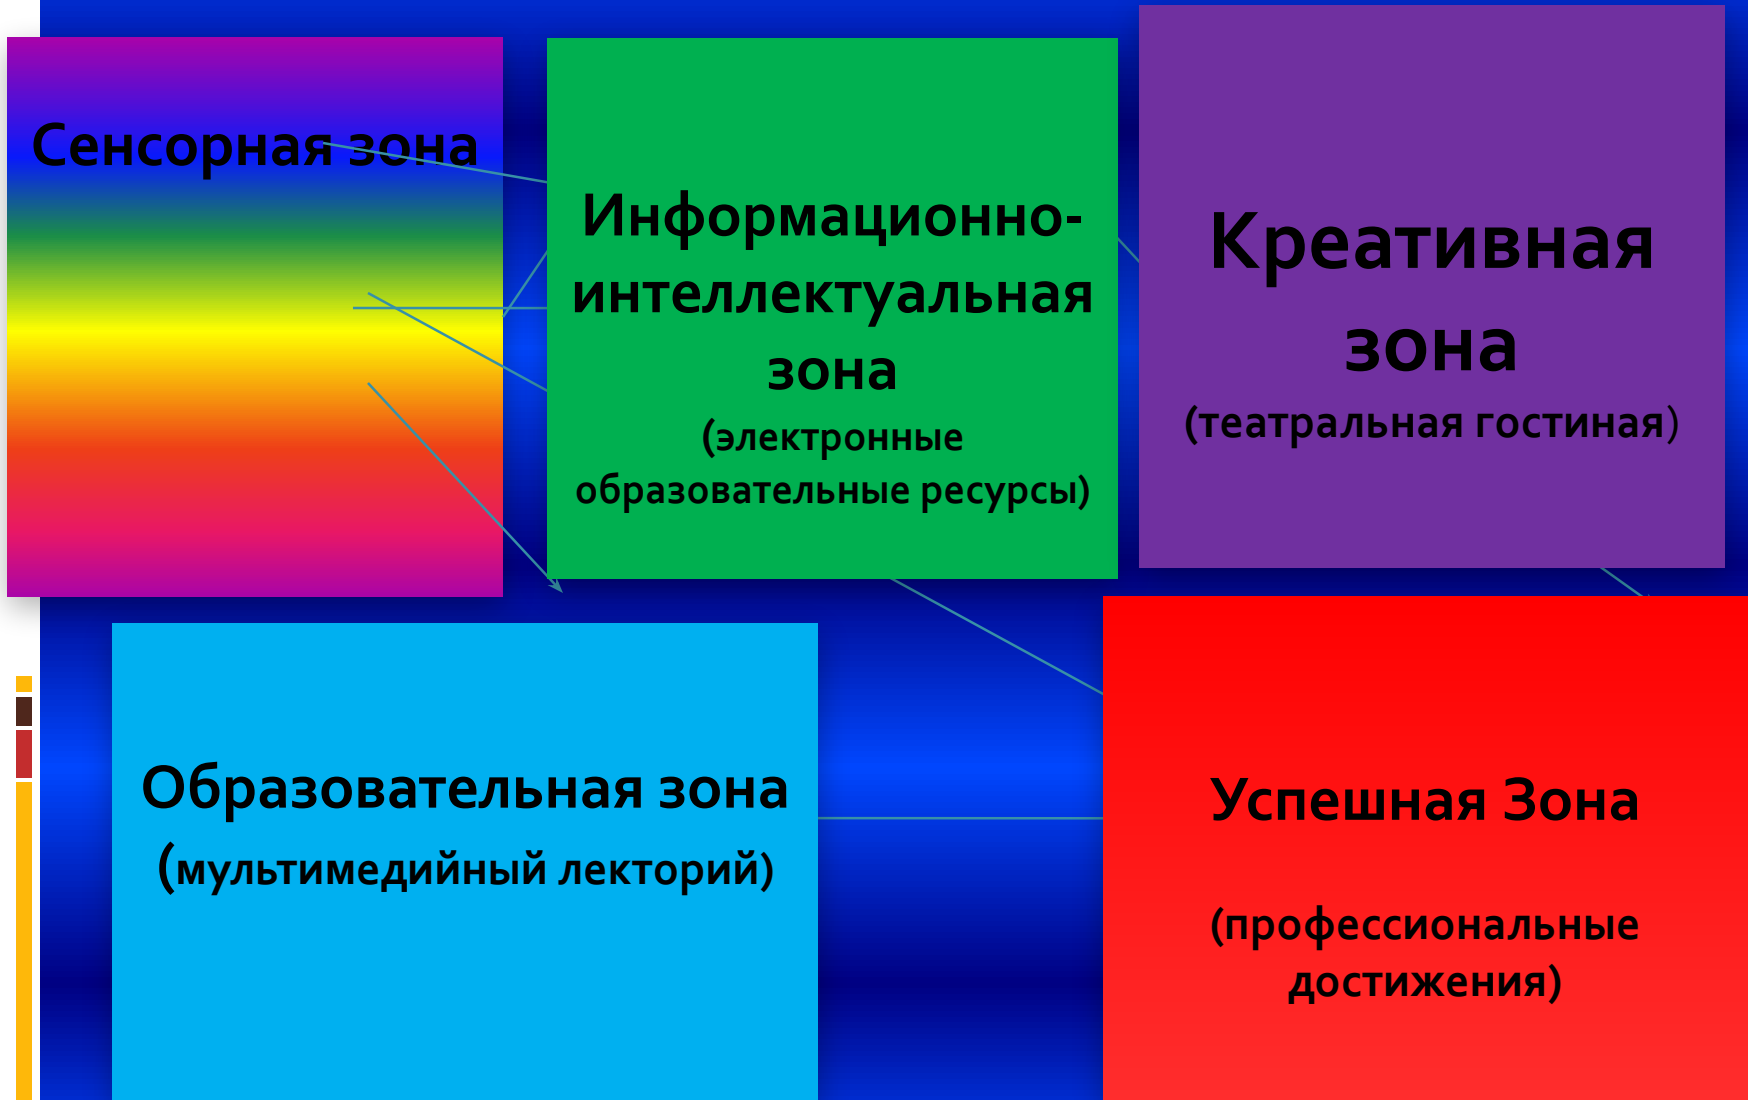 Сенсорная зона
Информационно-
интеллектуальная
зона
(электронные
образовательные ресурсы)
Креативная
зона
(театральная гостиная)
Образовательная зона
(мультимедийный лекторий)
Успешная Зона
(профессиональные
достижения)